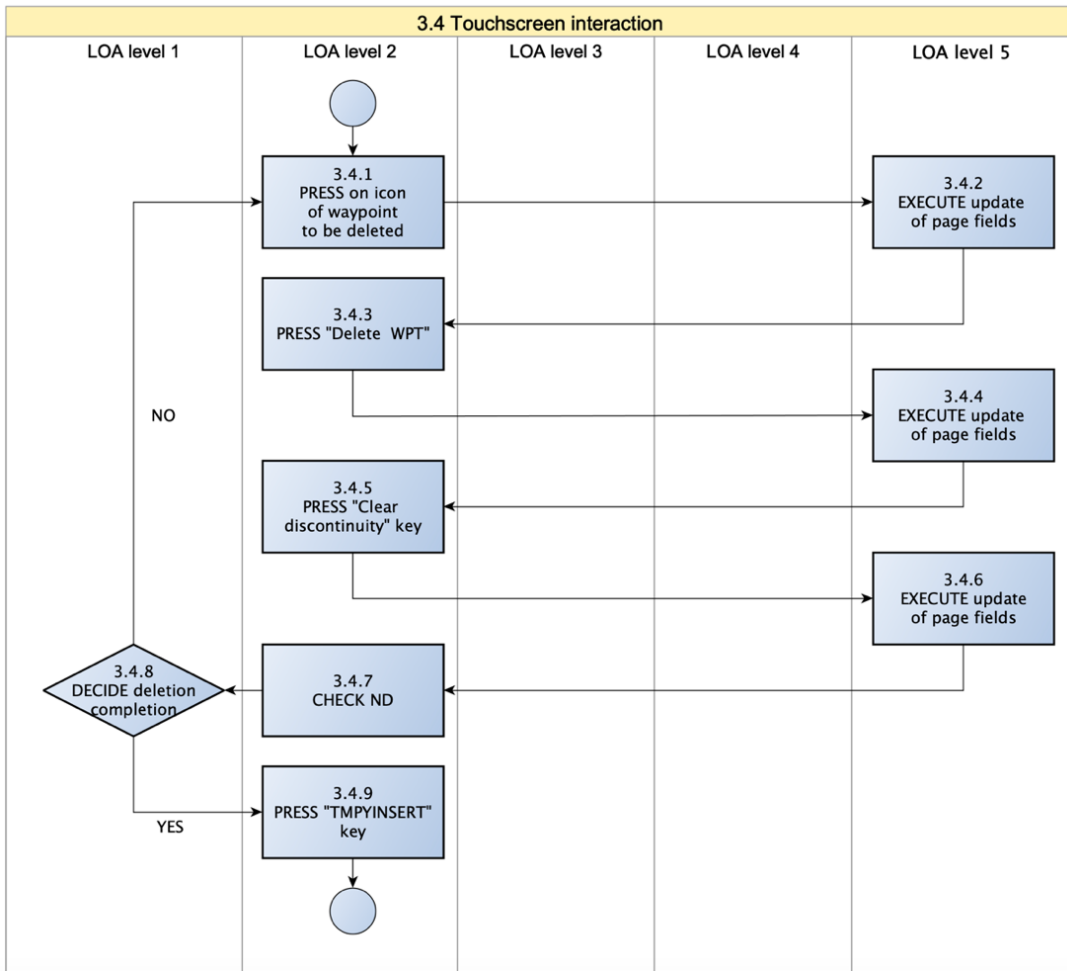 3.4 Touchscreen interaction
LOA level 1
LOA level 2
LOA level 3
LOA level 4
LOA level 5
3.4.1
PRESS on icon
of waypoint
to be deleted
3.4.2
EXECUTE update
of page fields
3.4.3
PRESS "Delete WPT"
NO
3.4.4
EXECUTE update
of page fields
3.4.5
PRESS "Clear
discontinuity" key
3.4.6
EXECUTE update
of page fields
3.4.8
DECIDE deletion
completion
3.4.7
CHECK ND
3.4.9
PRESS "TMPYINSERT"
key
YES